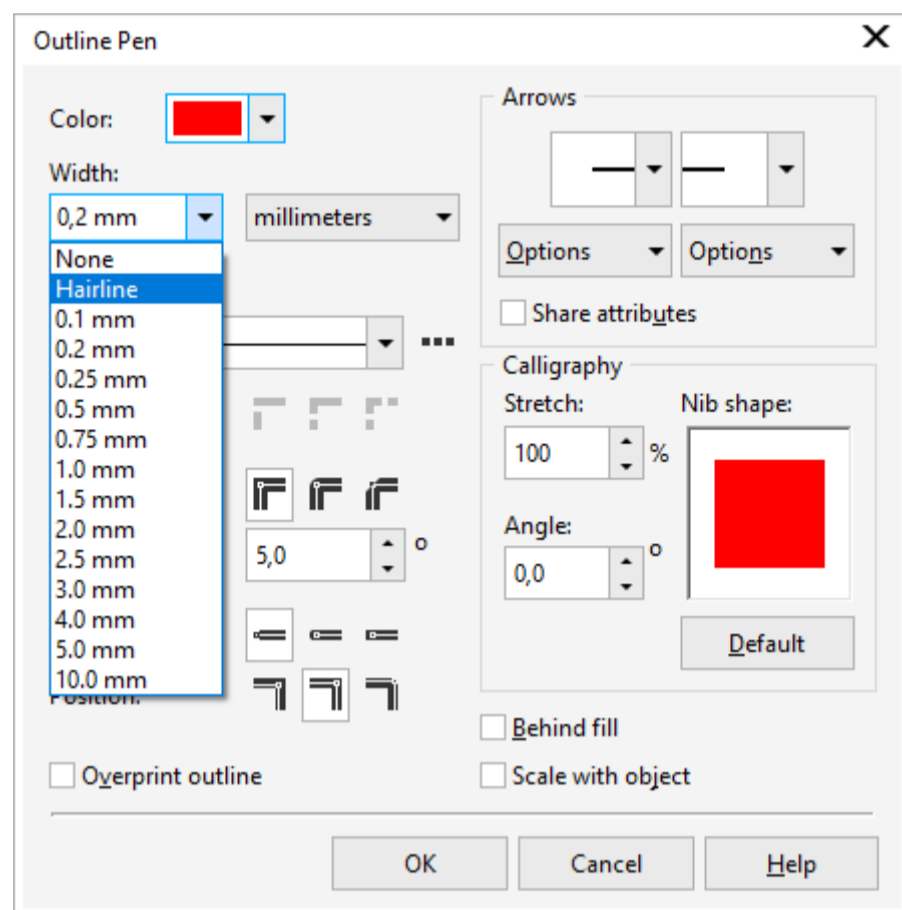 Outline Pen
Color:
Width:
0,2 mm
millimeters
None
Hairline
0.1 mm
0.2 mm
0.25 mm
0.5 mm
0.75 mm
1.0 mm
1.5 mm
2.0 mm
2.5 mm
3.0 mm
4.0 mm
5.0 mm
10.0 mm
5,0 °
Position:
Overprint outline
Arrows
Options Options
Share attributes
Calligraphy
Stretch: Nib shape:
100 %
Angle:
0,0 °
Default
Behind fill
Scale with object
OK Cancel Help